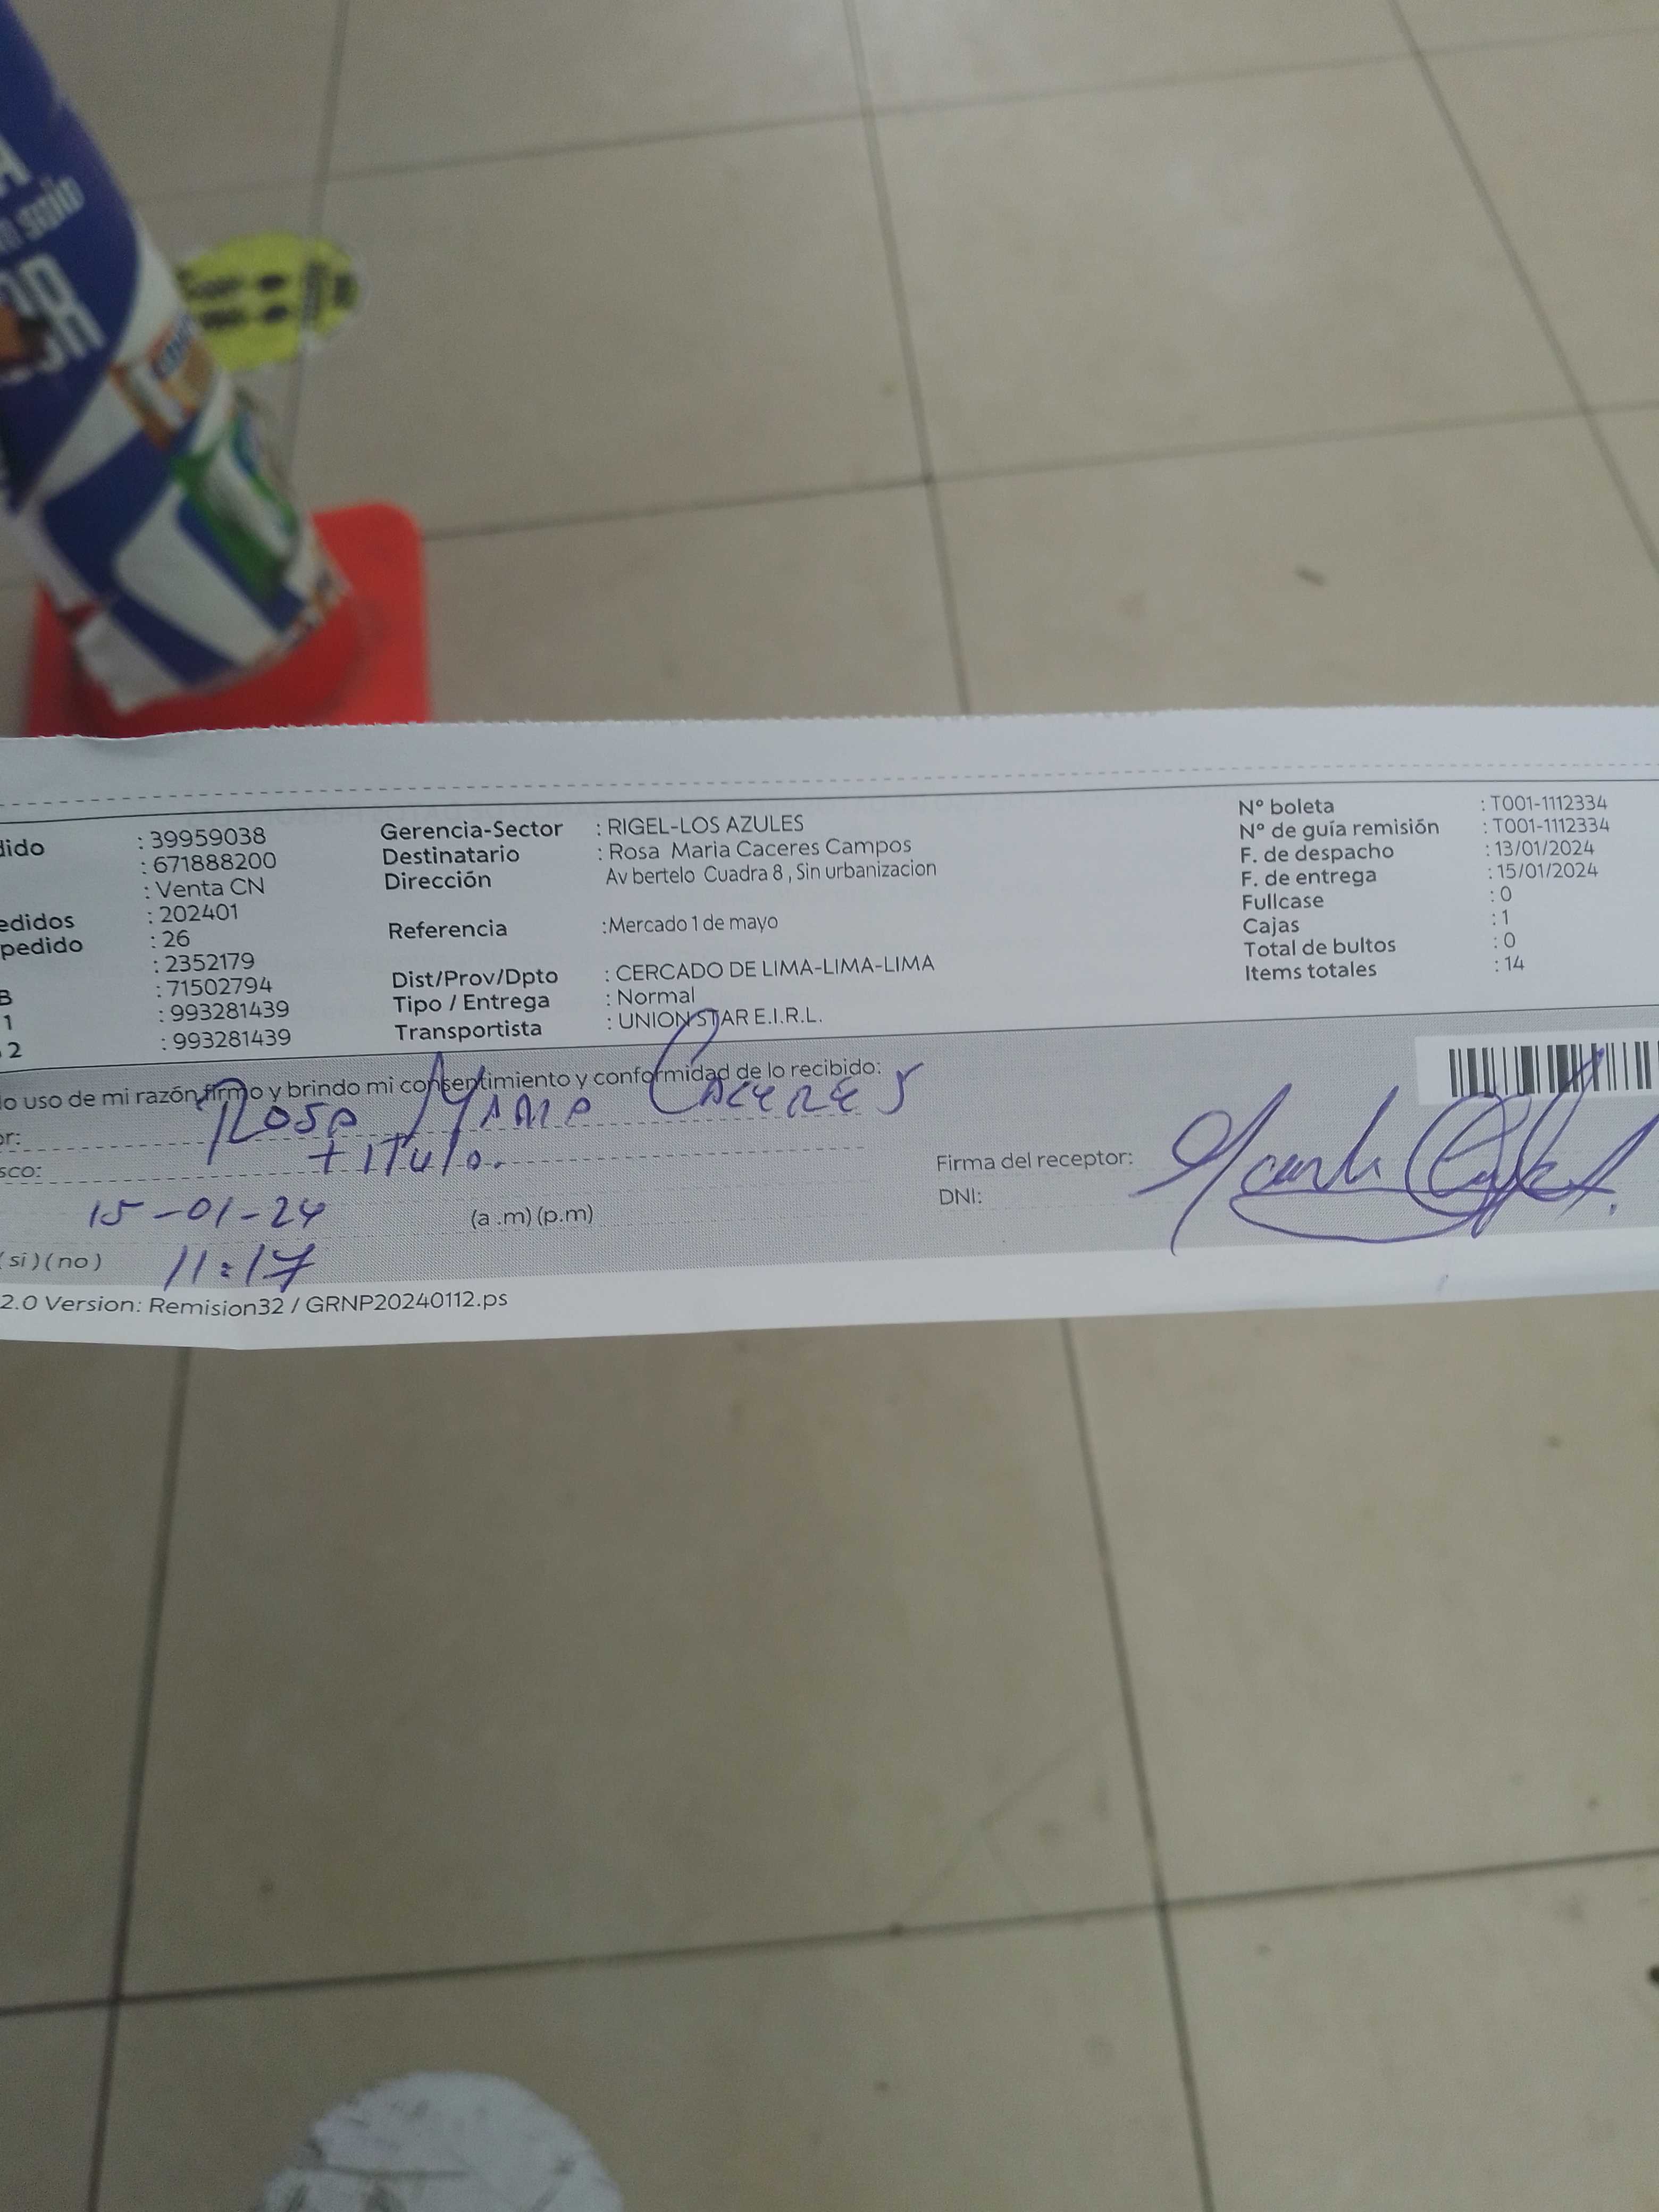 dido : 39959038
: 671888200
: Venta CN
edidos : 202401
pedido : 26
: 2352179
B : 71502794
1 : 993281439
2 : 993281439
Gerencia-Sector : RIGEL-LOS AZULES
Destinatario : Rosa Maria Caceres Campos
Dirección Av bertelo Cuadra 8 , Sin urbanizacion
Referencia :Mercado 1 de mayo
Dist/Prov/Dpto : CERCADO DE LIMA-LIMA-LIMA
Tipo / Entrega : Normal
Transportista : UNION STAR E.I.R.L.
N° boleta : T001-1112334
N° de guía remisión : T001-1112334
F. de despacho : 13/01/2024
F. de entrega : 15/01/2024
Fullcase : 0
Cajas : 1
Total de bultos : 0
Items totales : 14
o uso de mi razón firmo y brindo mi consentimiento y conformidad de lo recibido:
or: Rosa Maria Caceres
sco: titulo.
15-01-24 (a .m) (p.m)
(si) (no) 11:17
Firma del receptor:
DNI:
2.0 Version: Remision32 / GRNP20240112.ps